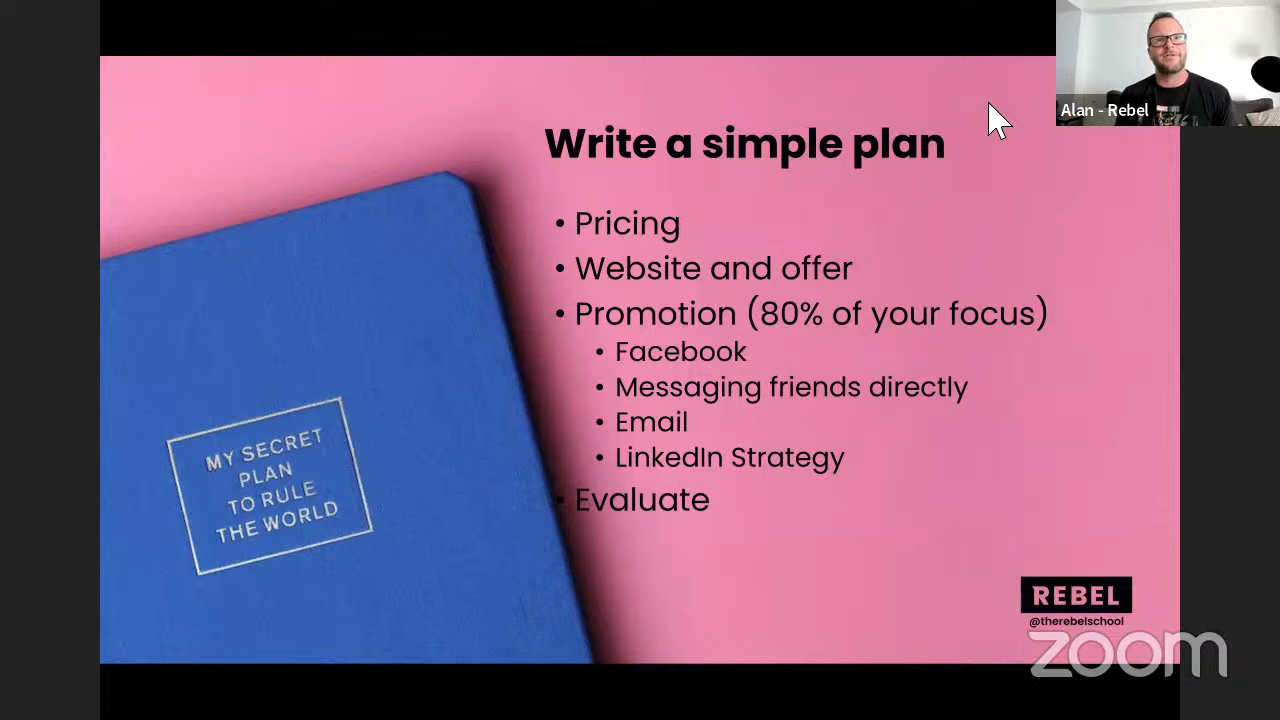 Alan - Rebel
Write a simple plan
• Pricing
• Website and offer
• Promotion (80% of your focus)
• Facebook
• Messaging friends directly
• Email
• LinkedIn Strategy
• Evaluate
MY SECRET
PLAN
TO RULE
THE WORLD
REBEL
@therebelschool
zoom